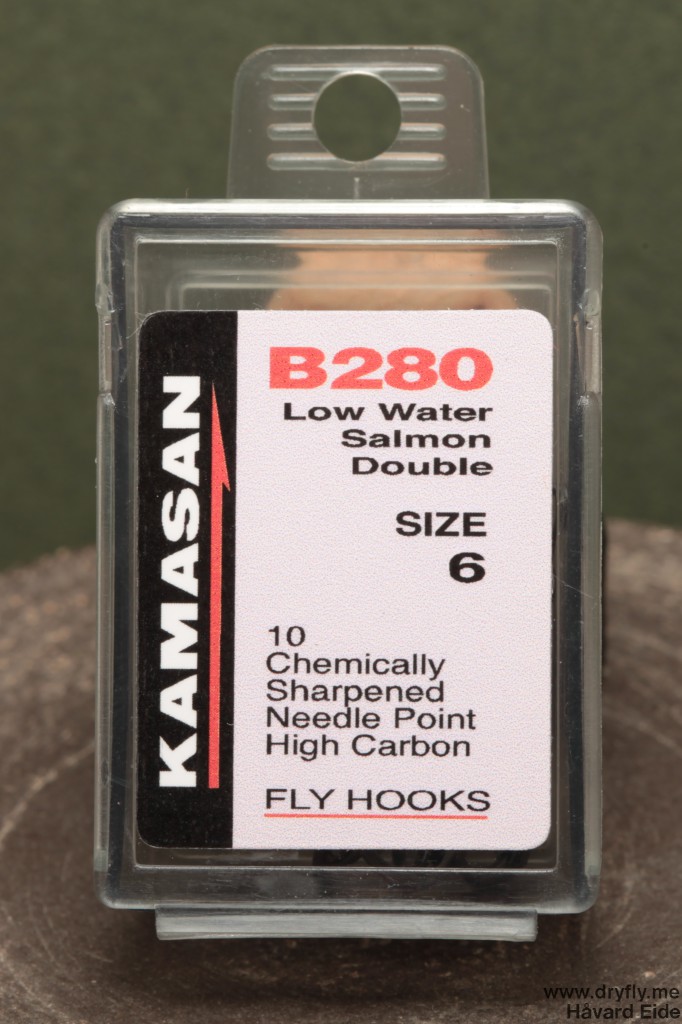 KAMASAN
B280
Low Water
Salmon
Double
SIZE
6
10
Chemically
Sharpened
Needle Point
High Carbon
FLY HOOKS
www.dryfly.me
Håvard Eide